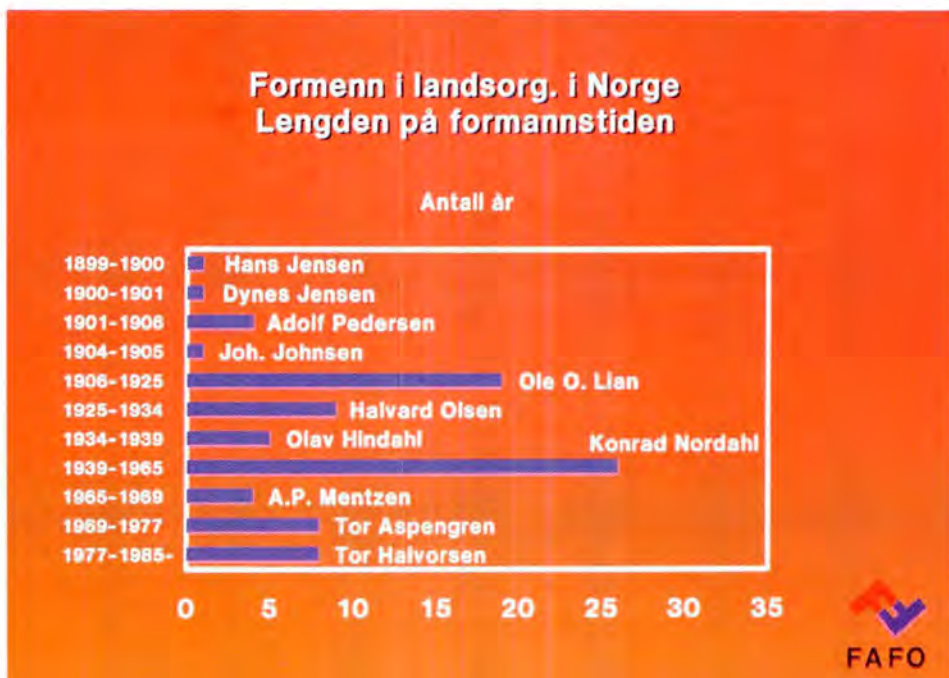 Formenn i landsorg. i Norge
Lengden på formannstiden
Antall år
1899-1900 Hans Jensen
1900-1901 Dynes Jensen
1901-1906 Adolf Pedersen
1904-1905 Joh. Johnsen
1906-1925 Ole O. Lian
1925-1934 Halvard Olsen
1934-1939 Olav Hindahl
Konrad Nordahl
1939-1965
1965-1969 A.P. Mentzen
1969-1977 Tor Aspengren
1977-1985- Tor Halvorsen
0 5 10 15 20 25 30 35
FAFO